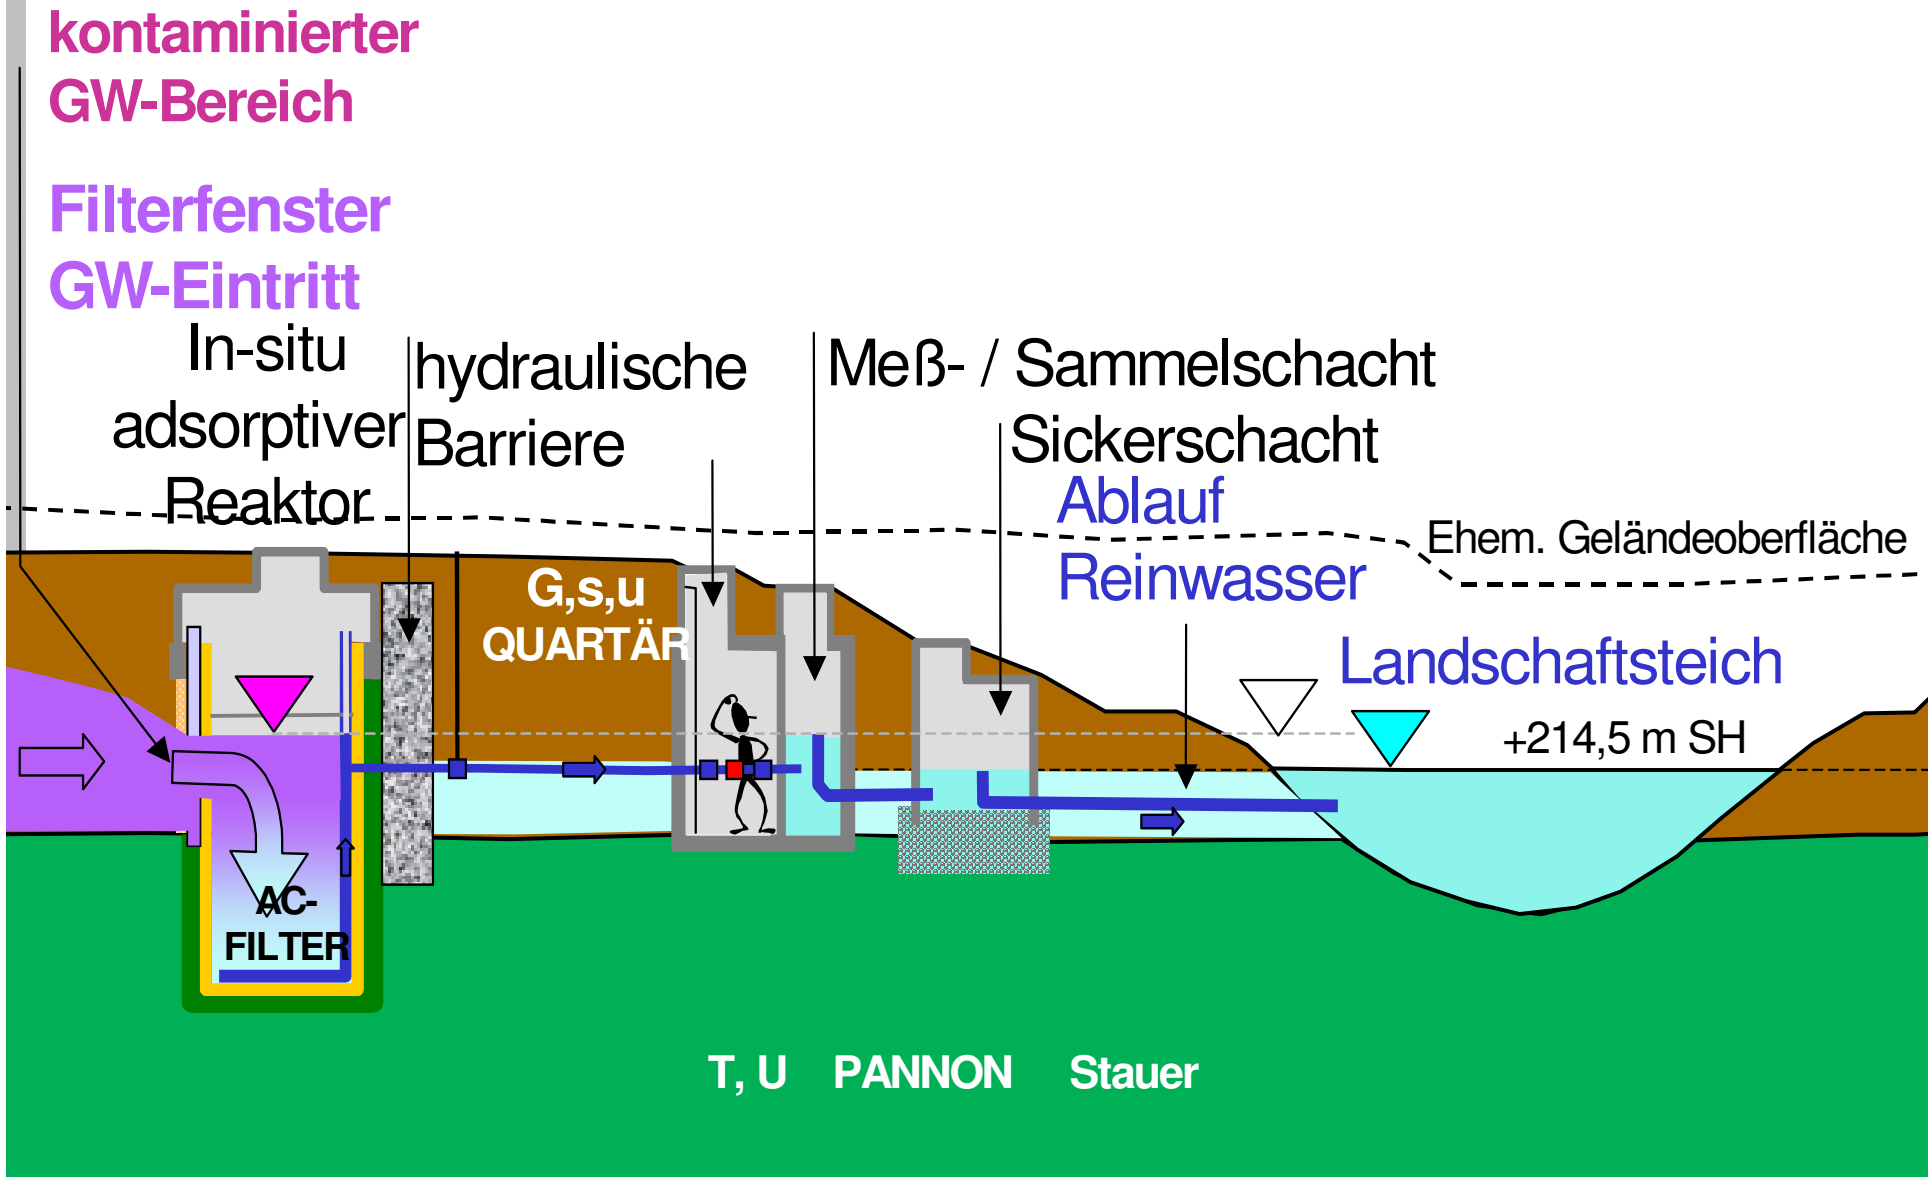 kontaminierter
GW-Bereich
Filterfenster
GW-Eintritt
In-situ
adsorptiver
Reaktor
hydraulische
Barriere
Meß- / Sammelschacht
Sickerschacht
Ablauf
Reinwasser
Ehem. Geländeoberfläche
G,s,u
QUARTÄR
Landschaftsteich
+214,5 m SH
AC-
FILTER
T, U PANNON Stauer